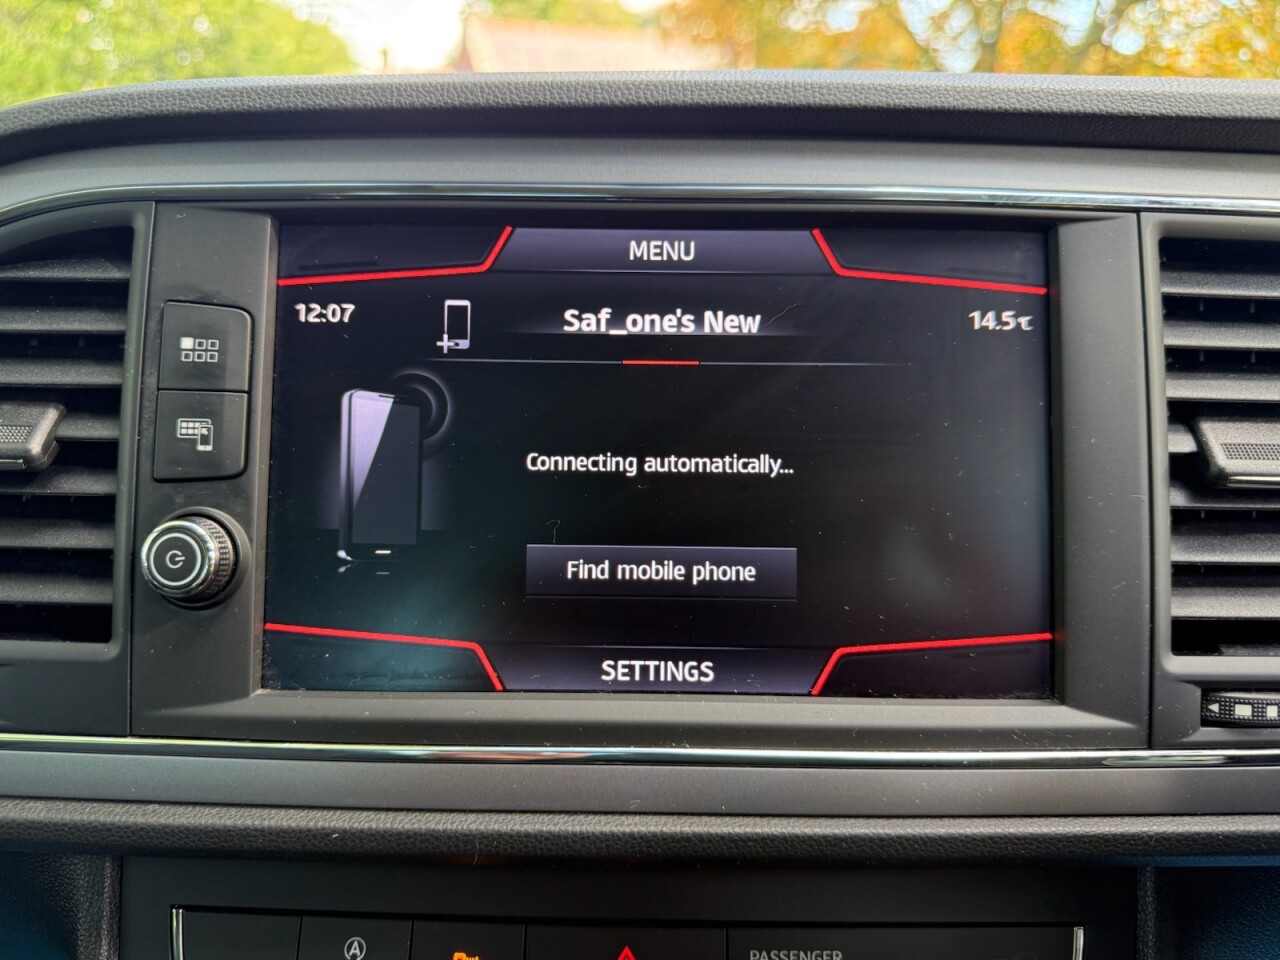 MENU
12:07
Saf_one's New
14.5℃
Connecting automatically...
Find mobile phone
SETTINGS
A
PASSENGER